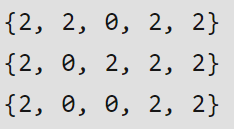 {2, 2, 0, 2, 2}
{2, 0, 2, 2, 2}
{2, 0, 0, 2, 2}